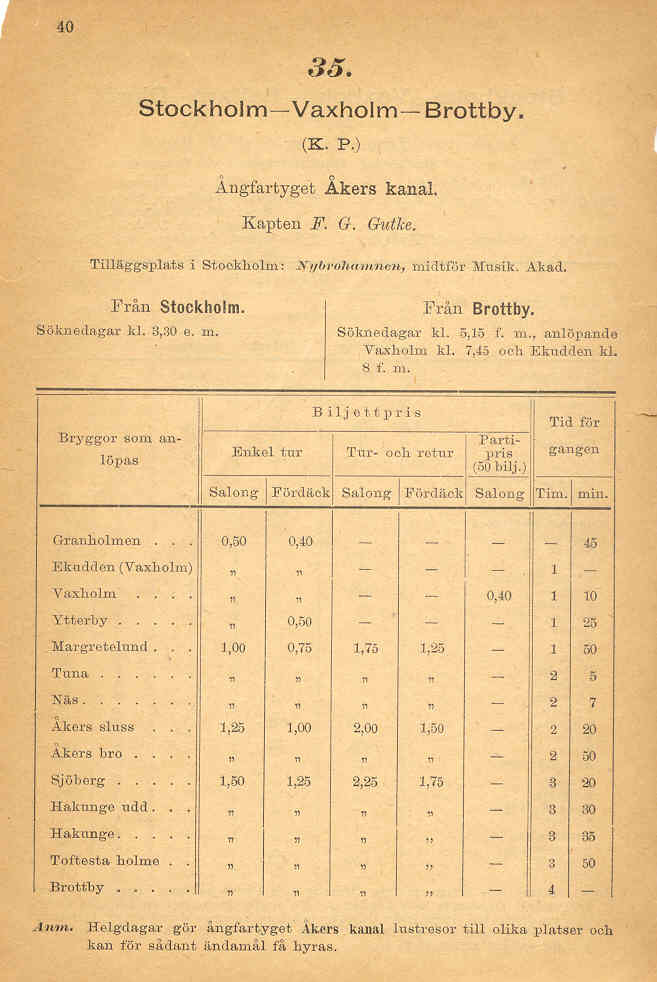 40
35.
Stockholm—Vaxholm—Brottby.
(K. P.)
Ångfartyget Åkers kanal.
Kapten F. G. Gutke.
Tilläggsplats i Stockholm: Nybrohamnen, midtför Musik. Akad.
Från Stockholm.
Söknedagar kl. 3,30 e. m.
Från Brottby.
Söknedagar kl. 5,15 f. m., anlöpande
Vaxholm kl. 7,45 och Ekudden kl.
8 f. m.
Bryggor som an-
löpas
Biljettpris
Tid för
gangen
Enkel tur Tur- och retur Parti-
pris
(50 bilj.)
Salong Fördäck Salong Fördäck Salong Tim. min.
Granholmen . . . 0,50 0,40 — — — — 45
Ekudden (Vaxholm) „ „ — — — 1 —
Vaxholm . . . . „ „ — — 0,40 1 10
Ytterby . . . . . „ 0,50 — — — 1 25
Margretelund . . . 1,00 0,75 1,75 1,25 — 1 50
Tuna . . . . . . „ „ „ „ — 2 5
Näs . . . . . . . „ „ „ „ — 2 7
Åkers sluss . . . 1,25 1,00 2,00 1,50 — 2 20
Åkers bro . . . . „ „ „ „ — 2 50
Sjöberg . . . . . 1,50 1,25 2,25 1,75 — 3 20
Hakunge udd . . . „ „ „ „ — 3 30
Hakunge . . . . . „ „ „ „ — 3 35
Toftesta holme . . „ „ „ „ — 3 50
Brottby . . . . . „ „ „ „ — 4 —
Anm. Helgdagar gör ångfartyget Åkers kanal lustresor till olika platser och
kan för sådant ändamål få hyras.